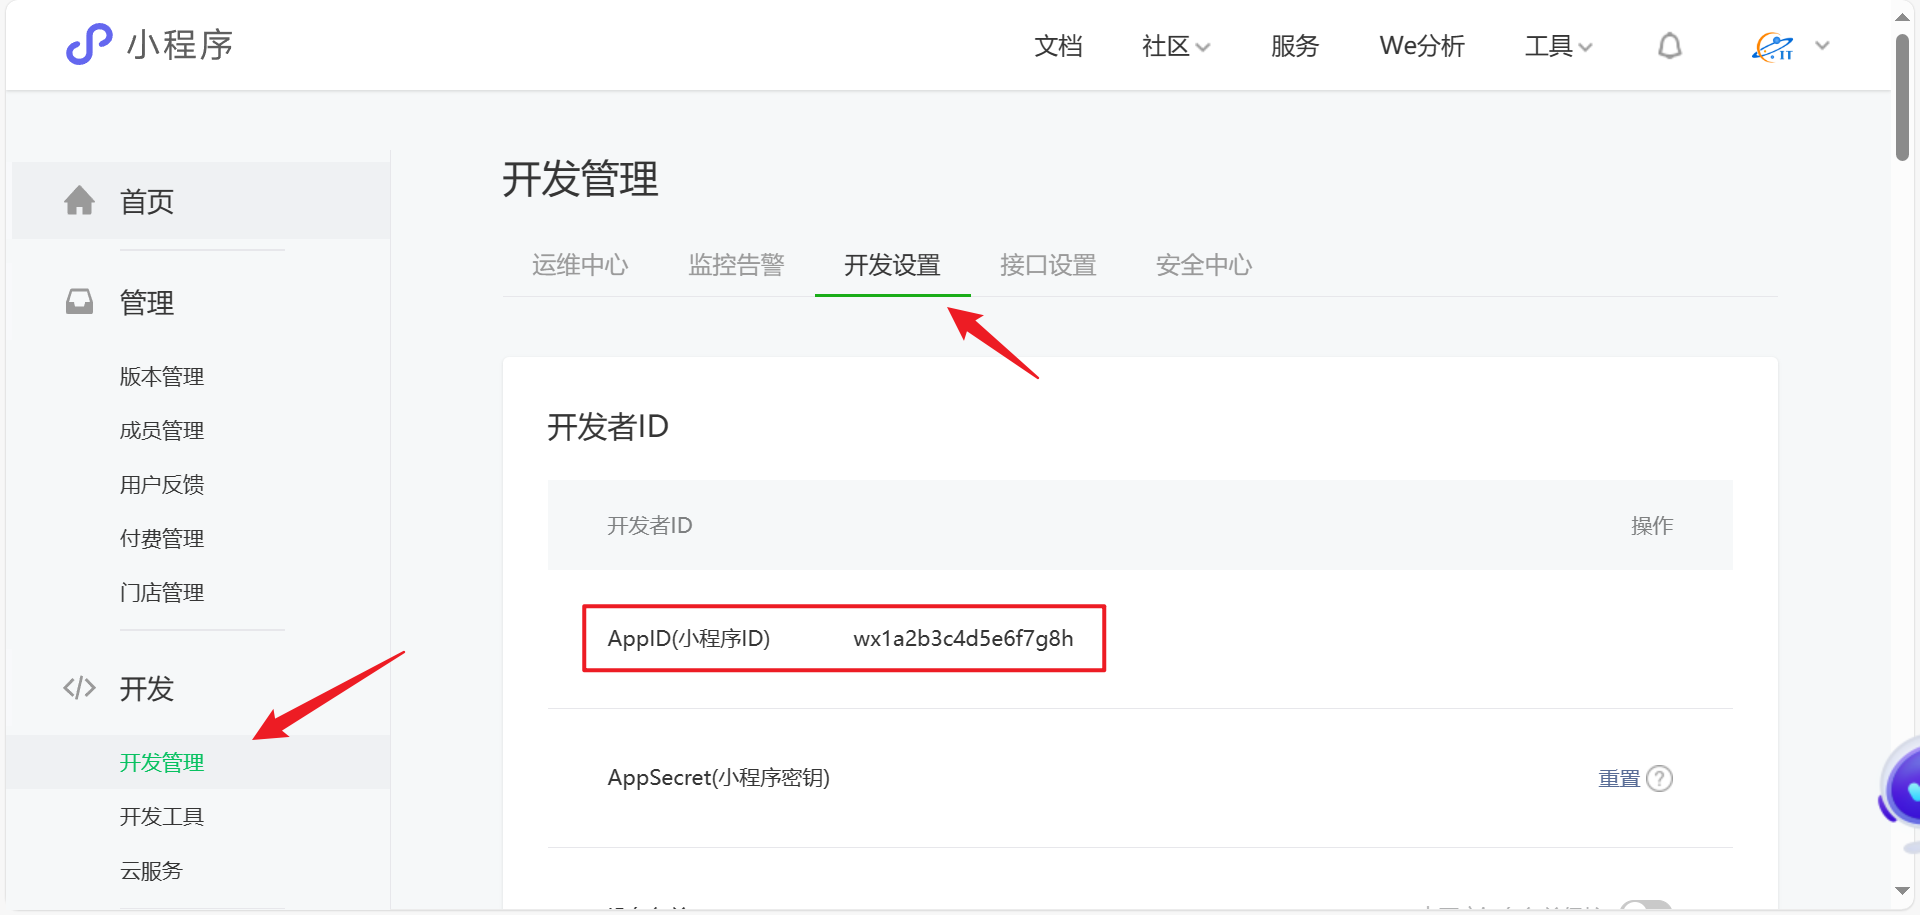 小程序
文档 社区 服务 We分析 工具
首页
管理
版本管理
成员管理
用户反馈
付费管理
门店管理
开发
开发管理
开发工具
云服务
开发管理
运维中心 监控告警 开发设置 接口设置 安全中心
开发者ID
开发者ID 操作
AppID(小程序ID) wx1a2b3c4d5e6f7g8h
AppSecret(小程序密钥) 重置 ?